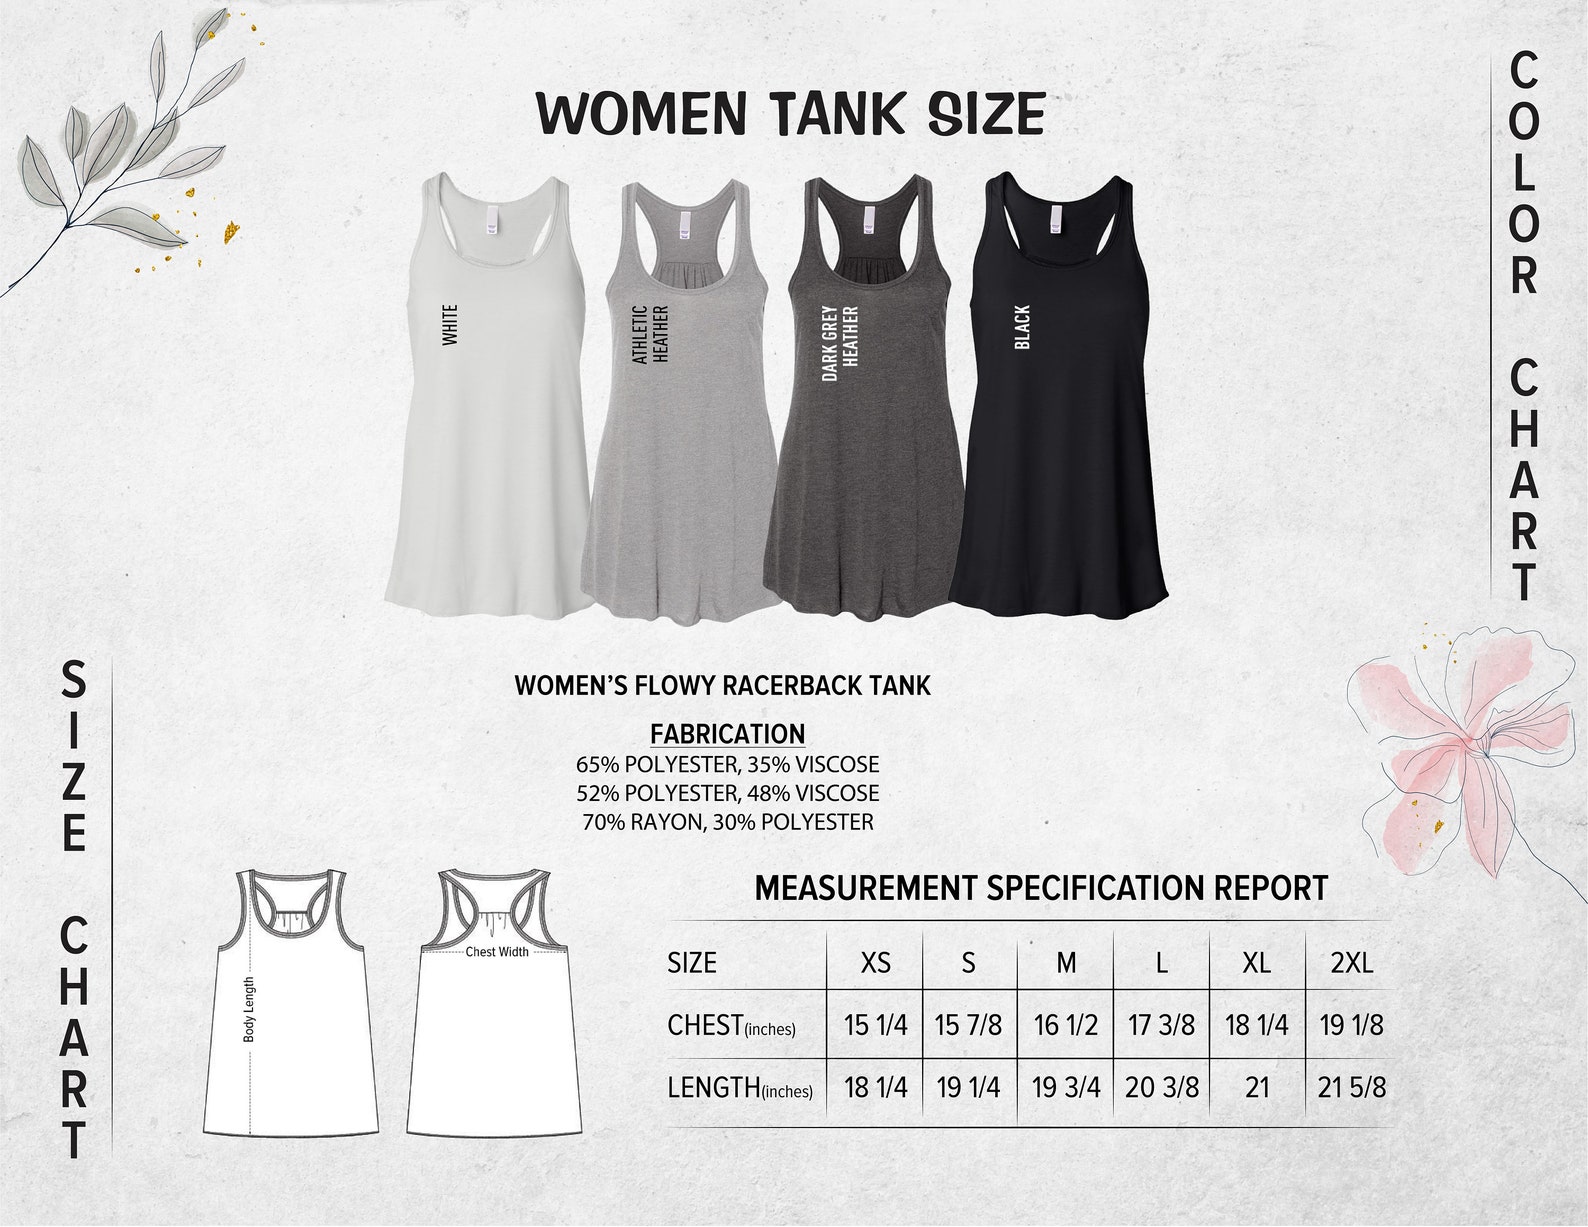 WOMEN TANK SIZE
COLOR CHART
WHITE
ATHLETIC
HEATHER
DARK GREY
HEATHER
BLACK
SIZE CHART
WOMEN'S FLOWY RACERBACK TANK
FABRICATION
65% POLYESTER, 35% VISCOSE
52% POLYESTER, 48% VISCOSE
70% RAYON, 30% POLYESTER
Body Length
Chest Width
MEASUREMENT SPECIFICATION REPORT
SIZE XS S M L XL 2XL
CHEST(inches) 15 1/4 15 7/8 16 1/2 17 3/8 18 1/4 19 1/8
LENGTH(inches) 18 1/4 19 1/4 19 3/4 20 3/8 21 21 5/8